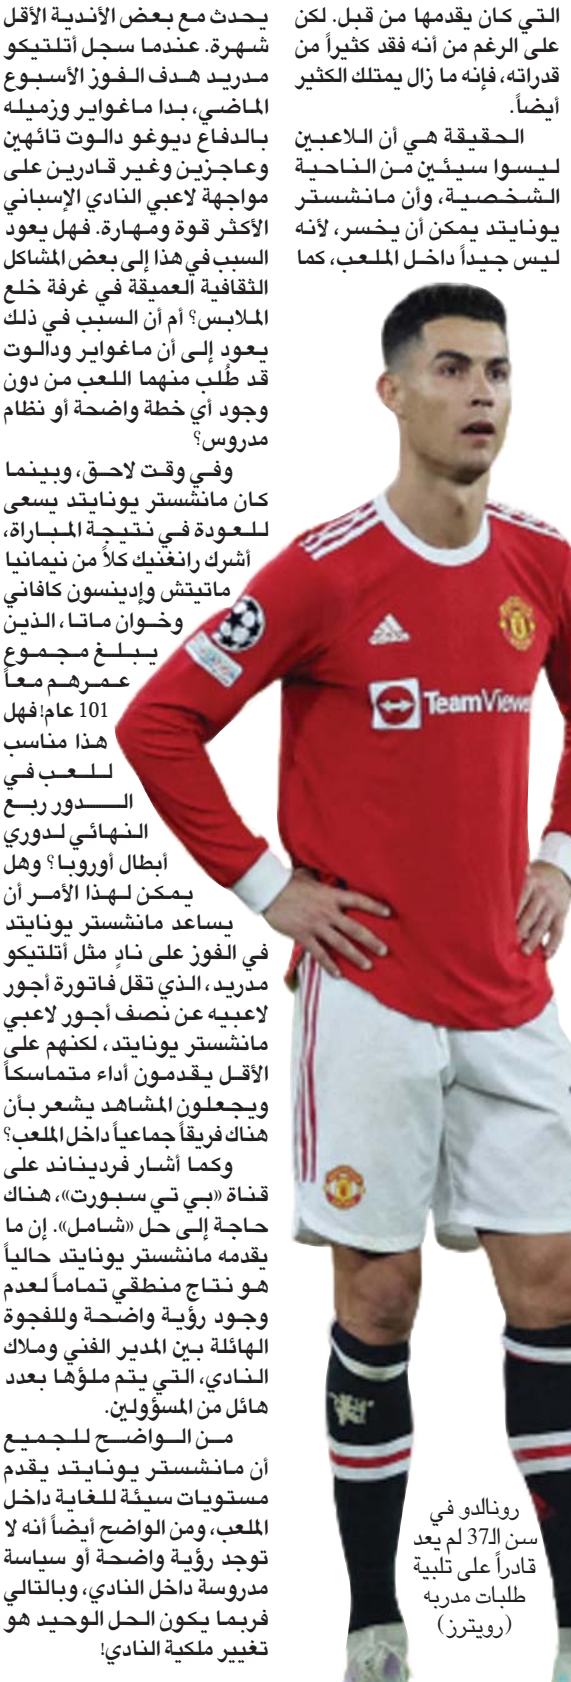 التي كان يقدمها من قبل. لكن
على الرغم من أنه فقد كثيراً من
قدراته، فإنه ما زال يمتلك الكثير
أيضاً.
الحقيقة هي أن اللاعبين
ليسوا سيئين من الناحية
الشخصية، وأن مانشستر
يونايتد يمكن أن يخسر، لأنه
ليس جيداً داخل الملعب، كما
يحدث مع بعض الأندية الأقل
شهرة. عندما سجل أتلتيكو
مدريد هدف الفوز الأسبوع
الماضي، بدا ماغواير وزميله
بالدفاع ديوغو دالوت تائهين
وعاجزين وغير قادرين على
مواجهة لاعبي النادي الإسباني
الأكثر قوة ومهارة. فهل يعود
السبب في هذا إلى بعض المشاكل
الثقافية العميقة في غرفة خلع
الملابس؟ أم أن السبب في ذلك
يعود إلى أن ماغواير ودالوت
قد طُلب منهما اللعب من دون
وجود أي خطة واضحة أو نظام
مدروس؟
وفي وقت لاحق، وبينما
كان مانشستر يونايتد يسعى
للعودة في نتيجة المباراة،
أشرك رانغنيك كلاً من نيمانيا
ماتيتش وإدينسون كافاني
وخوان ماتا، الذين
يبلغ مجموع
عمرهم معاً
101 عام! فهل
هذا مناسب
للعب في
الدور ربع
النهائي لدوري
أبطال أوروبا؟ وهل
يمكن لهذا الأمر أن
يساعد مانشستر يونايتد
في الفوز على نادٍ مثل أتلتيكو
مدريد، الذي تقل فاتورة أجور
لاعبيه عن نصف أجور لاعبي
مانشستر يونايتد، لكنهم على
الأقل يقدمون أداء متماسكاً
ويجعلون المشاهد يشعر بأن
هناك فريقاً جماعياً داخل الملعب؟
وكما أشار فرديناند على
قناة «بي تي سبورت»، هناك
حاجة إلى حل «شامل». إن ما
يقدمه مانشستر يونايتد حالياً
هو نتاج منطقي تماماً لعدم
وجود رؤية واضحة وللفجوة
الهائلة بين المدير الفني وملاك
النادي، التي يتم ملؤها بعدد
هائل من المسؤولين.
من الواضح للجميع
أن مانشستر يونايتد يقدم
مستويات سيئة للغاية داخل
الملعب، ومن الواضح أيضاً أنه لا
توجد رؤية واضحة أو سياسة
مدروسة داخل النادي، وبالتالي
فربما يكون الحل الوحيد هو
تغيير ملكية النادي!
adidas
TeamViewer
رونالدو في
سن الـ37 لم يعد
قادراً على تلبية
طلبات مدربه
(رويترز)